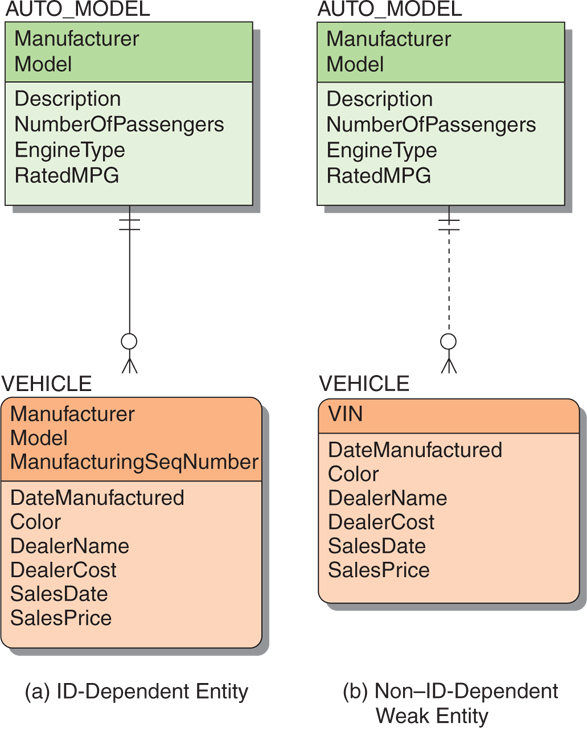 AUTO_MODEL
Manufacturer
Model
Description
NumberOfPassengers
EngineType
RatedMPG
VEHICLE
Manufacturer
Model
ManufacturingSeqNumber
DateManufactured
Color
DealerName
DealerCost
SalesDate
SalesPrice
(a) ID-Dependent Entity
AUTO_MODEL
Manufacturer
Model
Description
NumberOfPassengers
EngineType
RatedMPG
VEHICLE
VIN
DateManufactured
Color
DealerName
DealerCost
SalesDate
SalesPrice
(b) Non–ID-Dependent
Weak Entity